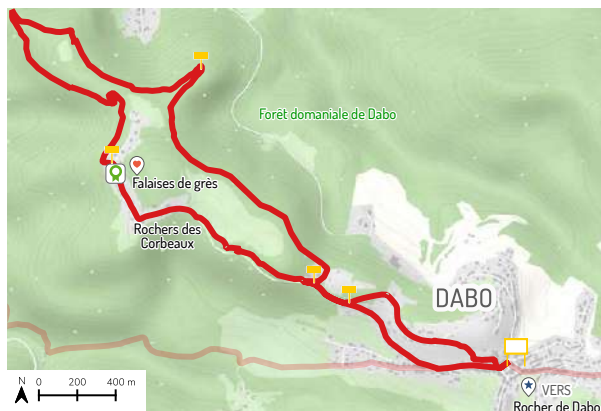 Forêt domaniale de Dabo
Falaises de grès
Rochers des
Corbeaux
DABO
VERS
Rocher de Dabo
N
0 200 400 m